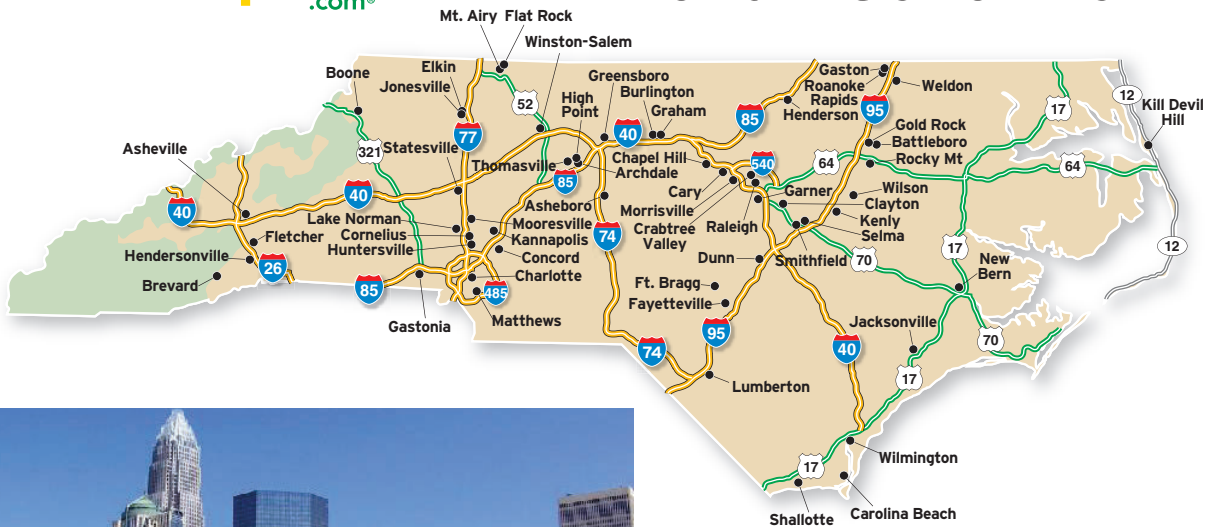 .com®
Mt. Airy Flat Rock
Winston-Salem
Boone
Elkin
Jonesville
Greensboro
Burlington
High
Point
Graham
Gaston
Roanoke
Rapids
Henderson
Weldon
12
17
Kill Devil
Hill
52
77
40
85
95
Gold Rock
Battleboro
Rocky Mt
Asheville
321
Statesville
Thomasville
Archdale
85
Chapel Hill
540
64
64
Cary
Garner
Wilson
Clayton
40
40
Asheboro
Morrisville
Crabtree
Valley
Raleigh
Kenly
Selma
Lake Norman
Cornelius
Huntersville
Mooresville
Kannapolis
Concord
Charlotte
74
Fletcher
Hendersonville
26
Brevard
Dunn
Smithfield
70
17
12
New
Bern
85
485
Ft. Bragg
Fayetteville
Gastonia
Matthews
95
74
Jacksonville
40
70
17
Lumberton
Wilmington
17
Shallotte
Carolina Beach